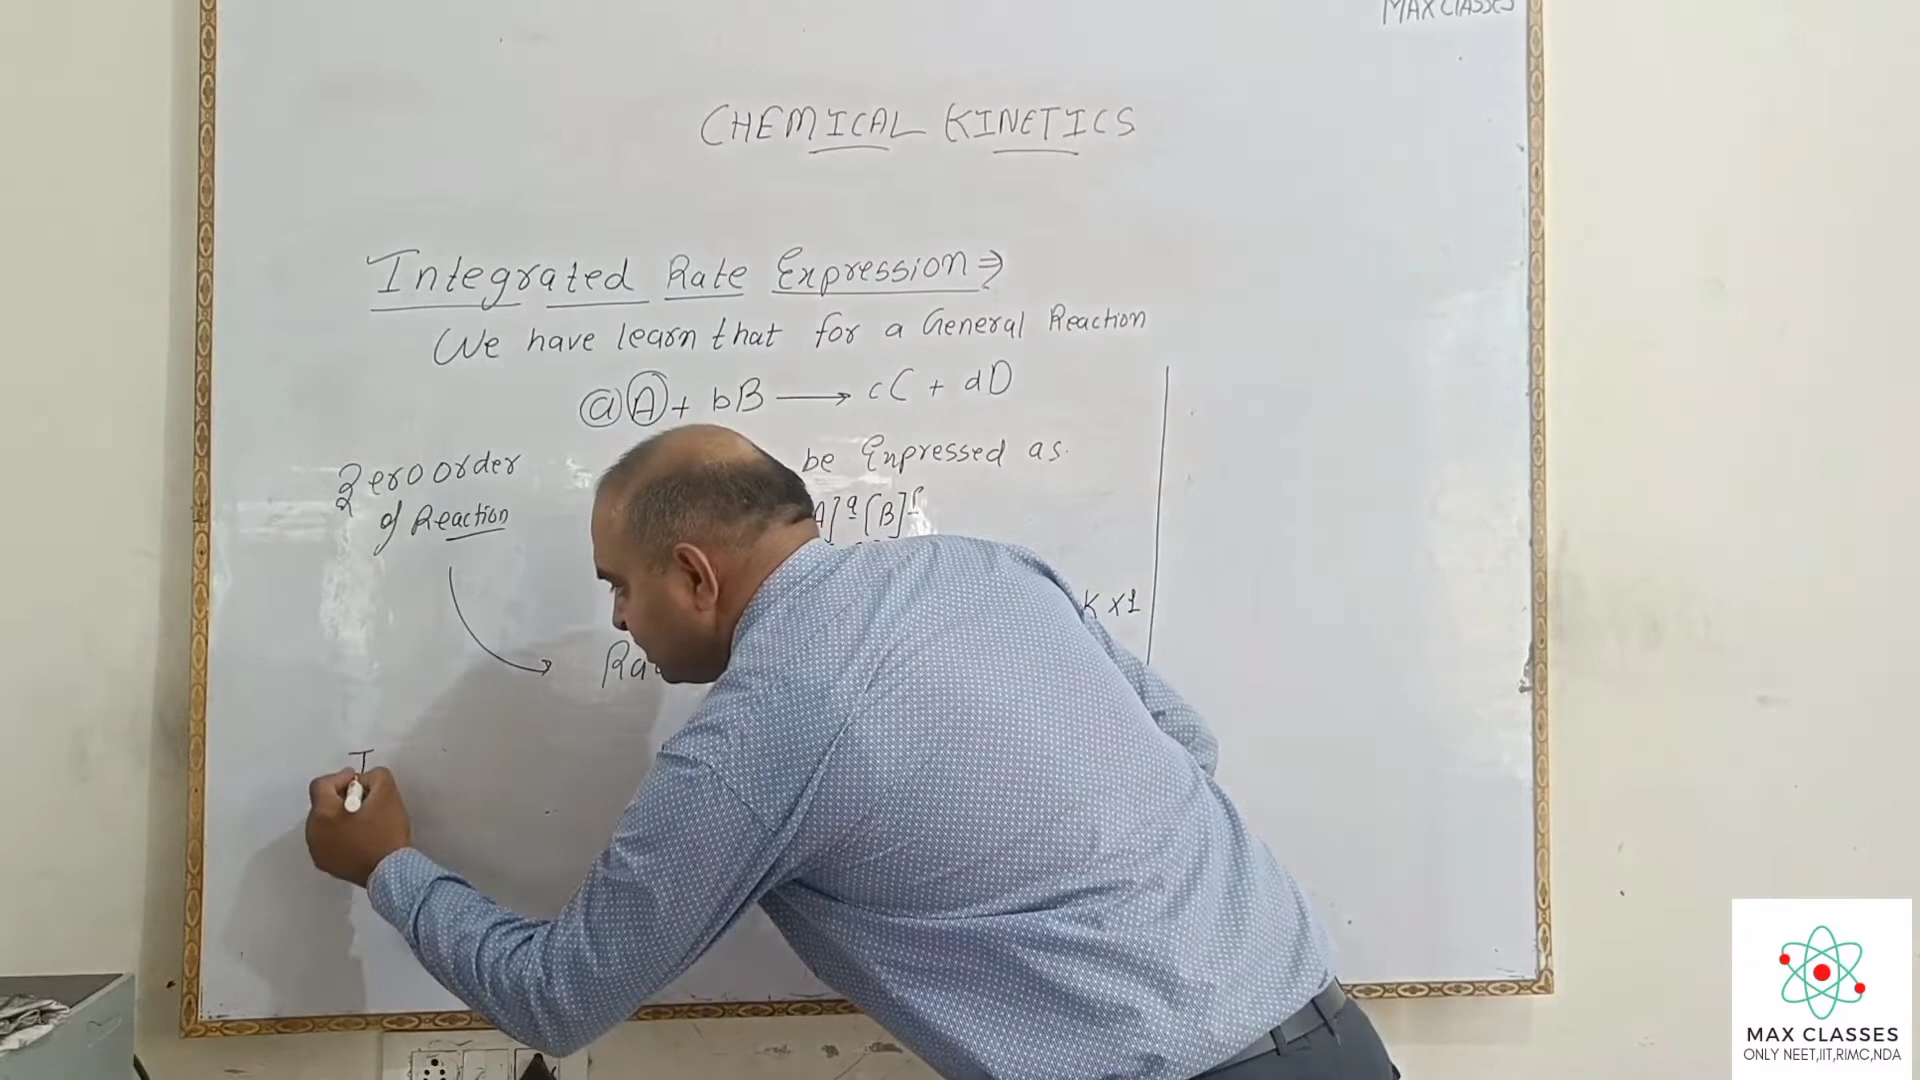 MAX CLASSES
CHEMICAL KINETICS
Integrated Rate Expression ⇒
We have learn that for a General Reaction
aA + bB ⟶ cC + dD
Zero order
of Reaction
be Expressed as.
A]
[B]
K x 1
MAX CLASSES
ONLY NEET,IIT,RIMC,NDA